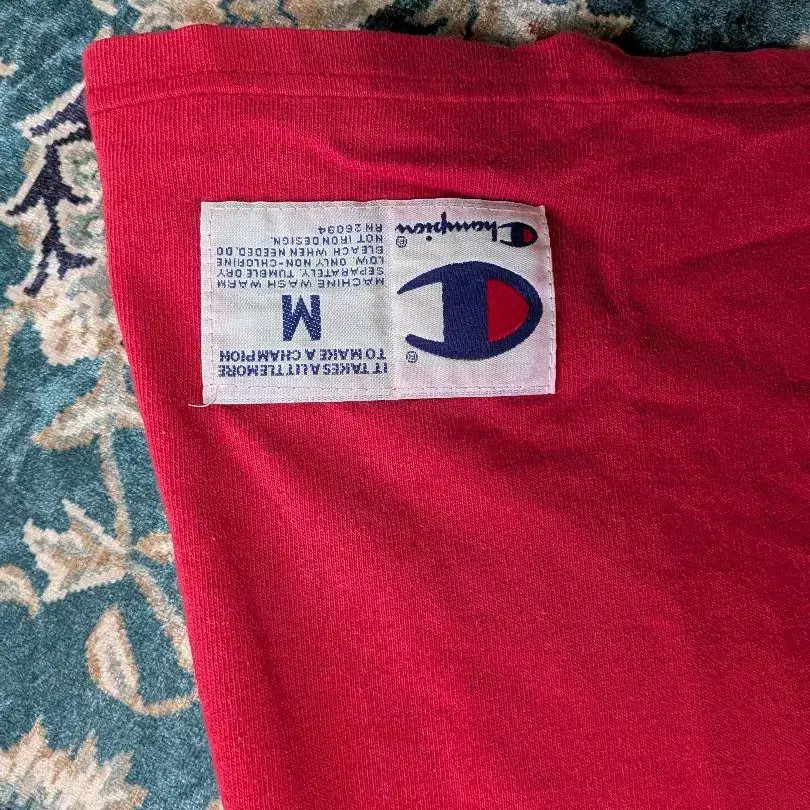 IT TAKES A LITTLE MORE
TO MAKE A CHAMPION
M
MACHINE WASH WARM
SEPARATELY. TUMBLE DRY
LOW. ONLY NON-CHLORINE
BLEACH WHEN NEEDED. DO
NOT IRON DESIGN.
RN 26094
®
Champion®